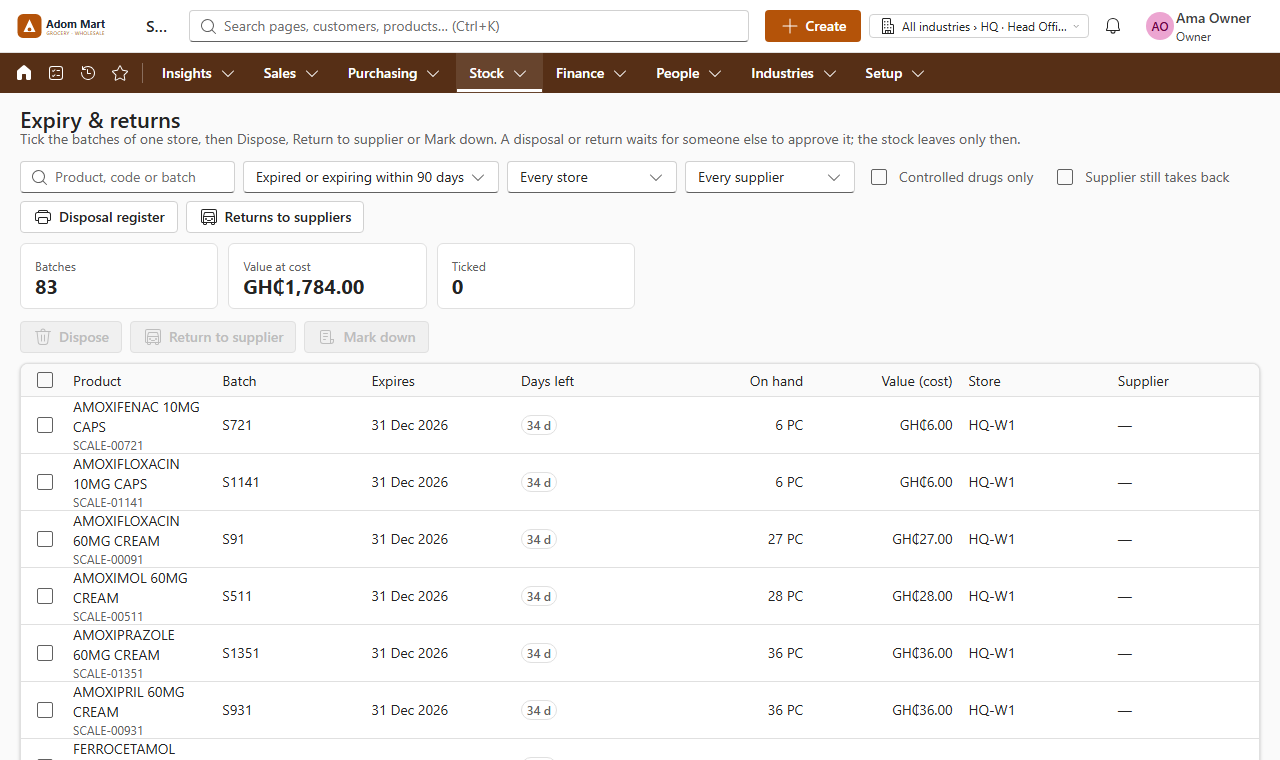 Adom Mart
GROCERY · WHOLESALE
S...
Search pages, customers, products... (Ctrl+K)
Create
All industries › HQ · Head Offi...
AO
Ama Owner
Owner
Insights
Sales
Purchasing
Stock
Finance
People
Industries
Setup
Expiry & returns
Tick the batches of one store, then Dispose, Return to supplier or Mark down. A disposal or return waits for someone else to approve it; the stock leaves only then.
Product, code or batch
Expired or expiring within 90 days
Every store
Every supplier
Controlled drugs only
Supplier still takes back
Disposal register
Returns to suppliers
Batches
83
Value at cost
GH₵1,784.00
Ticked
0
Dispose
Return to supplier
Mark down
Product Batch Expires Days left On hand Value (cost) Store Supplier
AMOXIFENAC 10MG CAPS
SCALE-00721
S721 31 Dec 2026 34 d 6 PC GH₵6.00 HQ-W1 —
AMOXIFLOXACIN 10MG CAPS
SCALE-01141
S1141 31 Dec 2026 34 d 6 PC GH₵6.00 HQ-W1 —
AMOXIFLOXACIN 60MG CREAM
SCALE-00091
S91 31 Dec 2026 34 d 27 PC GH₵27.00 HQ-W1 —
AMOXIMOL 60MG CREAM
SCALE-00511
S511 31 Dec 2026 34 d 28 PC GH₵28.00 HQ-W1 —
AMOXIPRAZOLE 60MG CREAM
SCALE-01351
S1351 31 Dec 2026 34 d 36 PC GH₵36.00 HQ-W1 —
AMOXIPRIL 60MG CREAM
SCALE-00931
S931 31 Dec 2026 34 d 36 PC GH₵36.00 HQ-W1 —
FERROCETAMOL